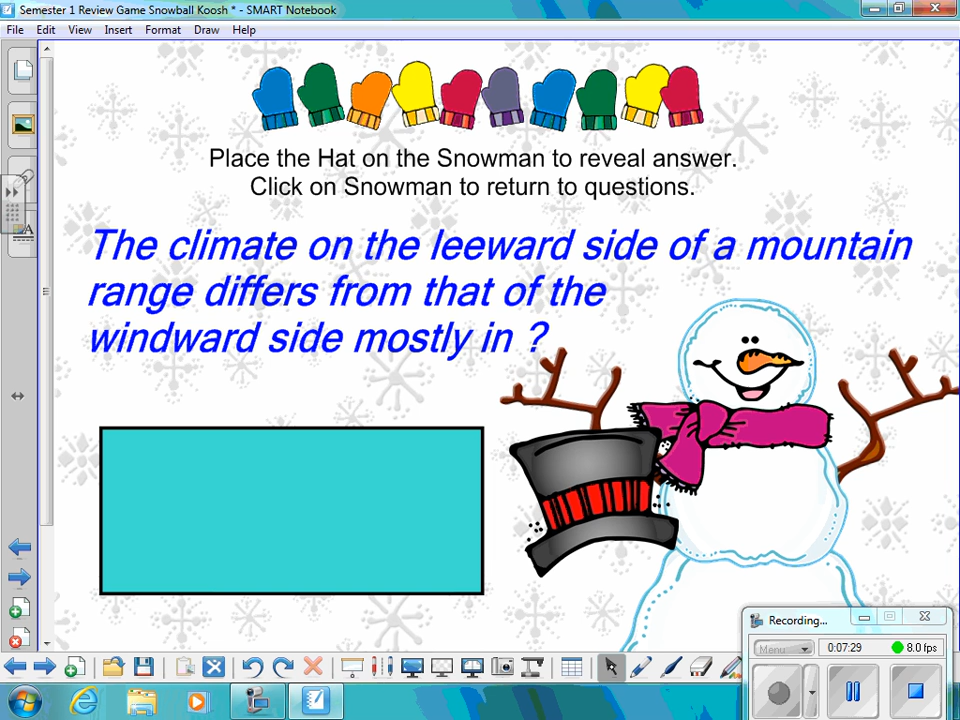 Semester 1 Review Game Snowball Koosh * - SMART Notebook
File Edit View Insert Format Draw Help
Place the Hat on the Snowman to reveal answer.
Click on Snowman to return to questions.
The climate on the leeward side of a mountain
range differs from that of the
windward side mostly in ?
Recording...
Menu 0:07:29 8.0 fps